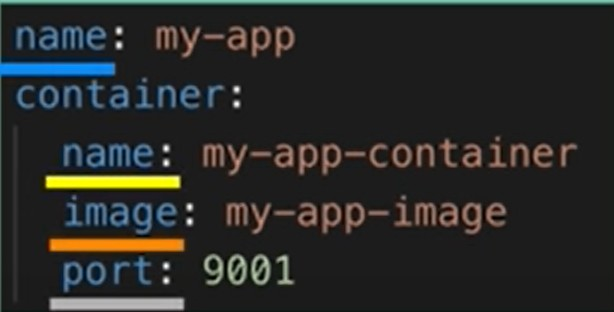 name: my-app
container:
name: my-app-container
image: my-app-image
port: 9001